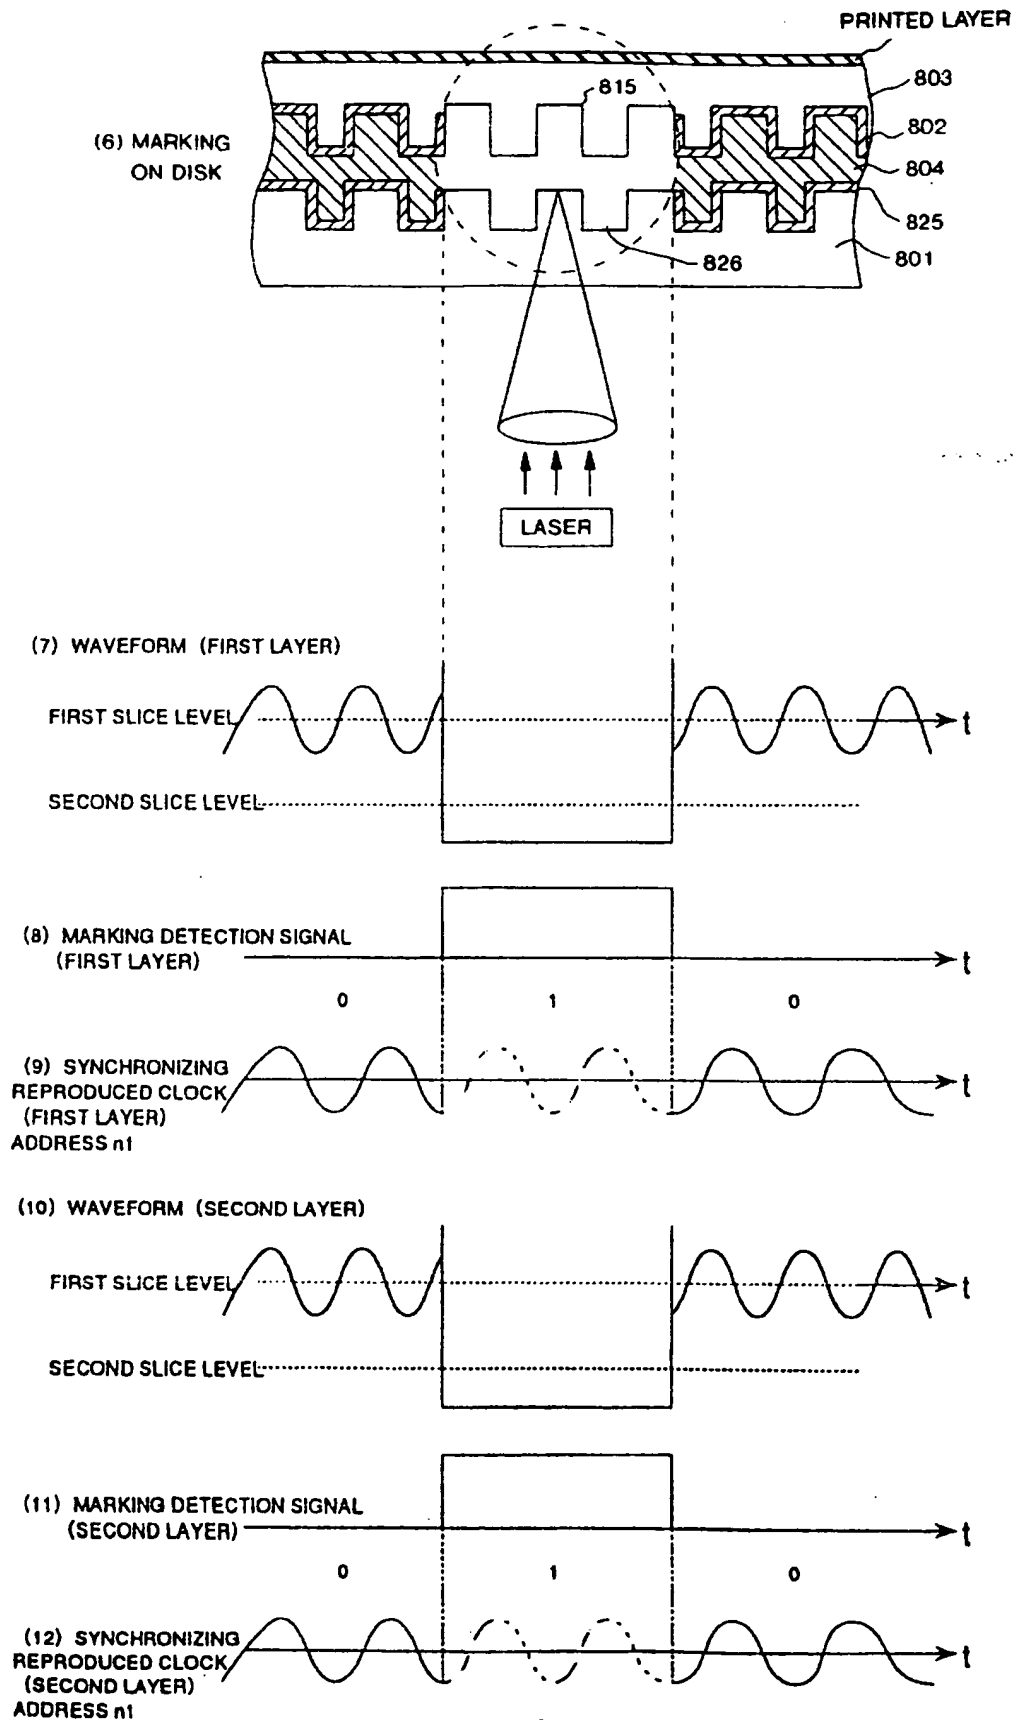 PRINTED LAYER
803
815
802
(6) MARKING
ON DISK
804
825
826
801
LASER
(7) WAVEFORM (FIRST LAYER)
FIRST SLICE LEVEL
t
SECOND SLICE LEVEL
(8) MARKING DETECTION SIGNAL
(FIRST LAYER)
t
0
1
0
(9) SYNCHRONIZING
REPRODUCED CLOCK
(FIRST LAYER)
ADDRESS n1
t
(10) WAVEFORM (SECOND LAYER)
FIRST SLICE LEVEL
t
SECOND SLICE LEVEL
(11) MARKING DETECTION SIGNAL
(SECOND LAYER)
t
0
1
0
(12) SYNCHRONIZING
REPRODUCED CLOCK
(SECOND LAYER)
ADDRESS n1
t